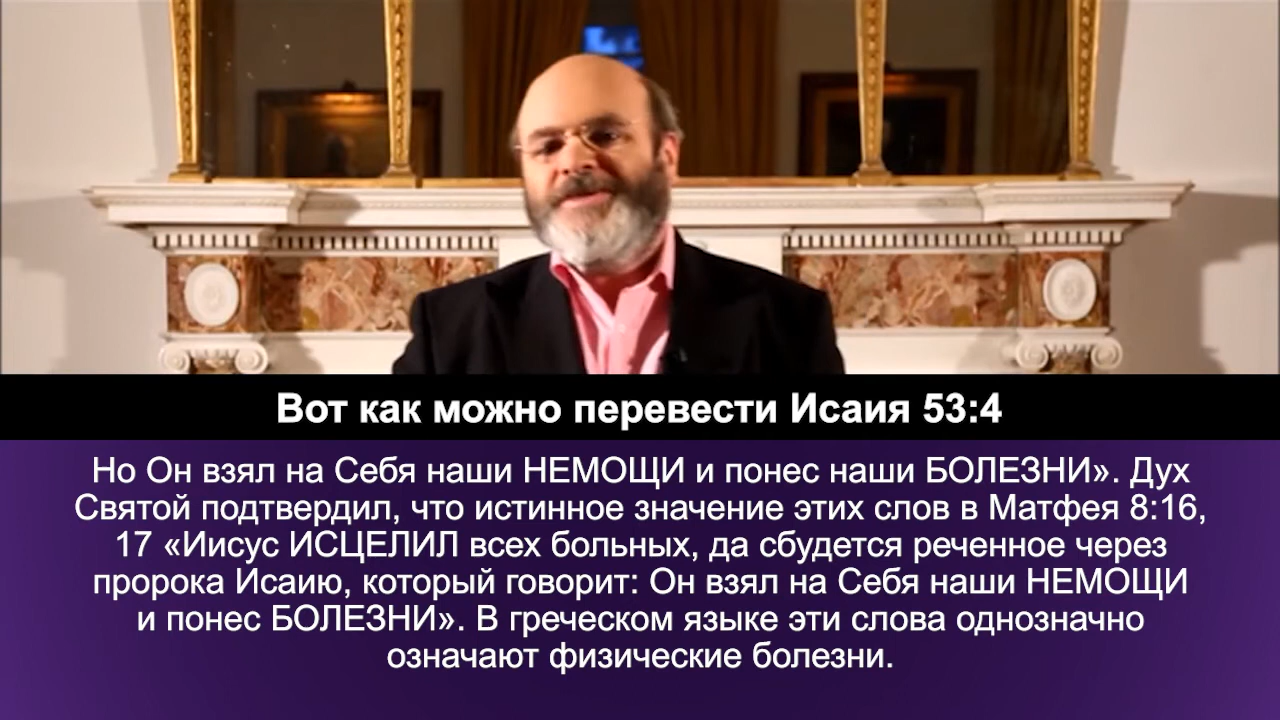 Вот как можно перевести Исаия 53:4
Но Он взял на Себя наши НЕМОЩИ и понес наши БОЛЕЗНИ». Дух
Святой подтвердил, что истинное значение этих слов в Матфея 8:16,
17 «Иисус ИСЦЕЛИЛ всех больных, да сбудется реченное через
пророка Исаию, который говорит: Он взял на Себя наши НЕМОЩИ
и понес БОЛЕЗНИ». В греческом языке эти слова однозначно
означают физические болезни.